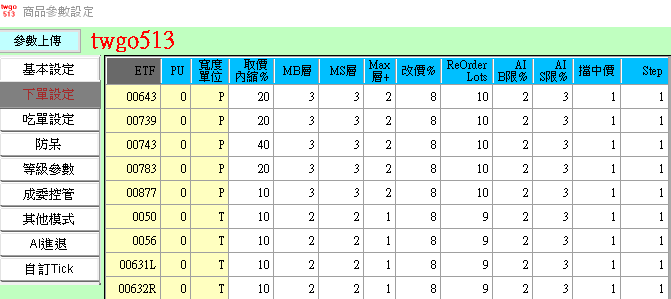 twgo 513 商品參數設定
參數上傳 twgo513
基本設定
下單設定
吃單設定
防呆
等級參數
成委控管
其他模式
AI進退
自訂Tick
ETF PU 寬度單位 取價內縮% MB層 MS層 Max層+ 改價% ReOrder Lots AI B限% AI S限% 擋中價 Step
00643 0 P 20 3 3 2 8 10 2 3 1 1
00739 0 P 20 3 3 2 8 10 2 3 1 1
00743 0 P 40 3 3 2 8 10 2 3 1 1
00783 0 P 20 3 3 2 8 10 2 3 1 1
00877 0 P 10 3 3 2 8 10 2 3 1 1
0050 0 T 10 2 2 1 8 9 2 3 1 1
0056 0 T 10 2 2 1 8 9 2 3 1 1
00631L 0 T 10 2 2 1 8 9 2 3 1 1
00632R 0 T 10 2 2 1 8 9 2 3 1 1